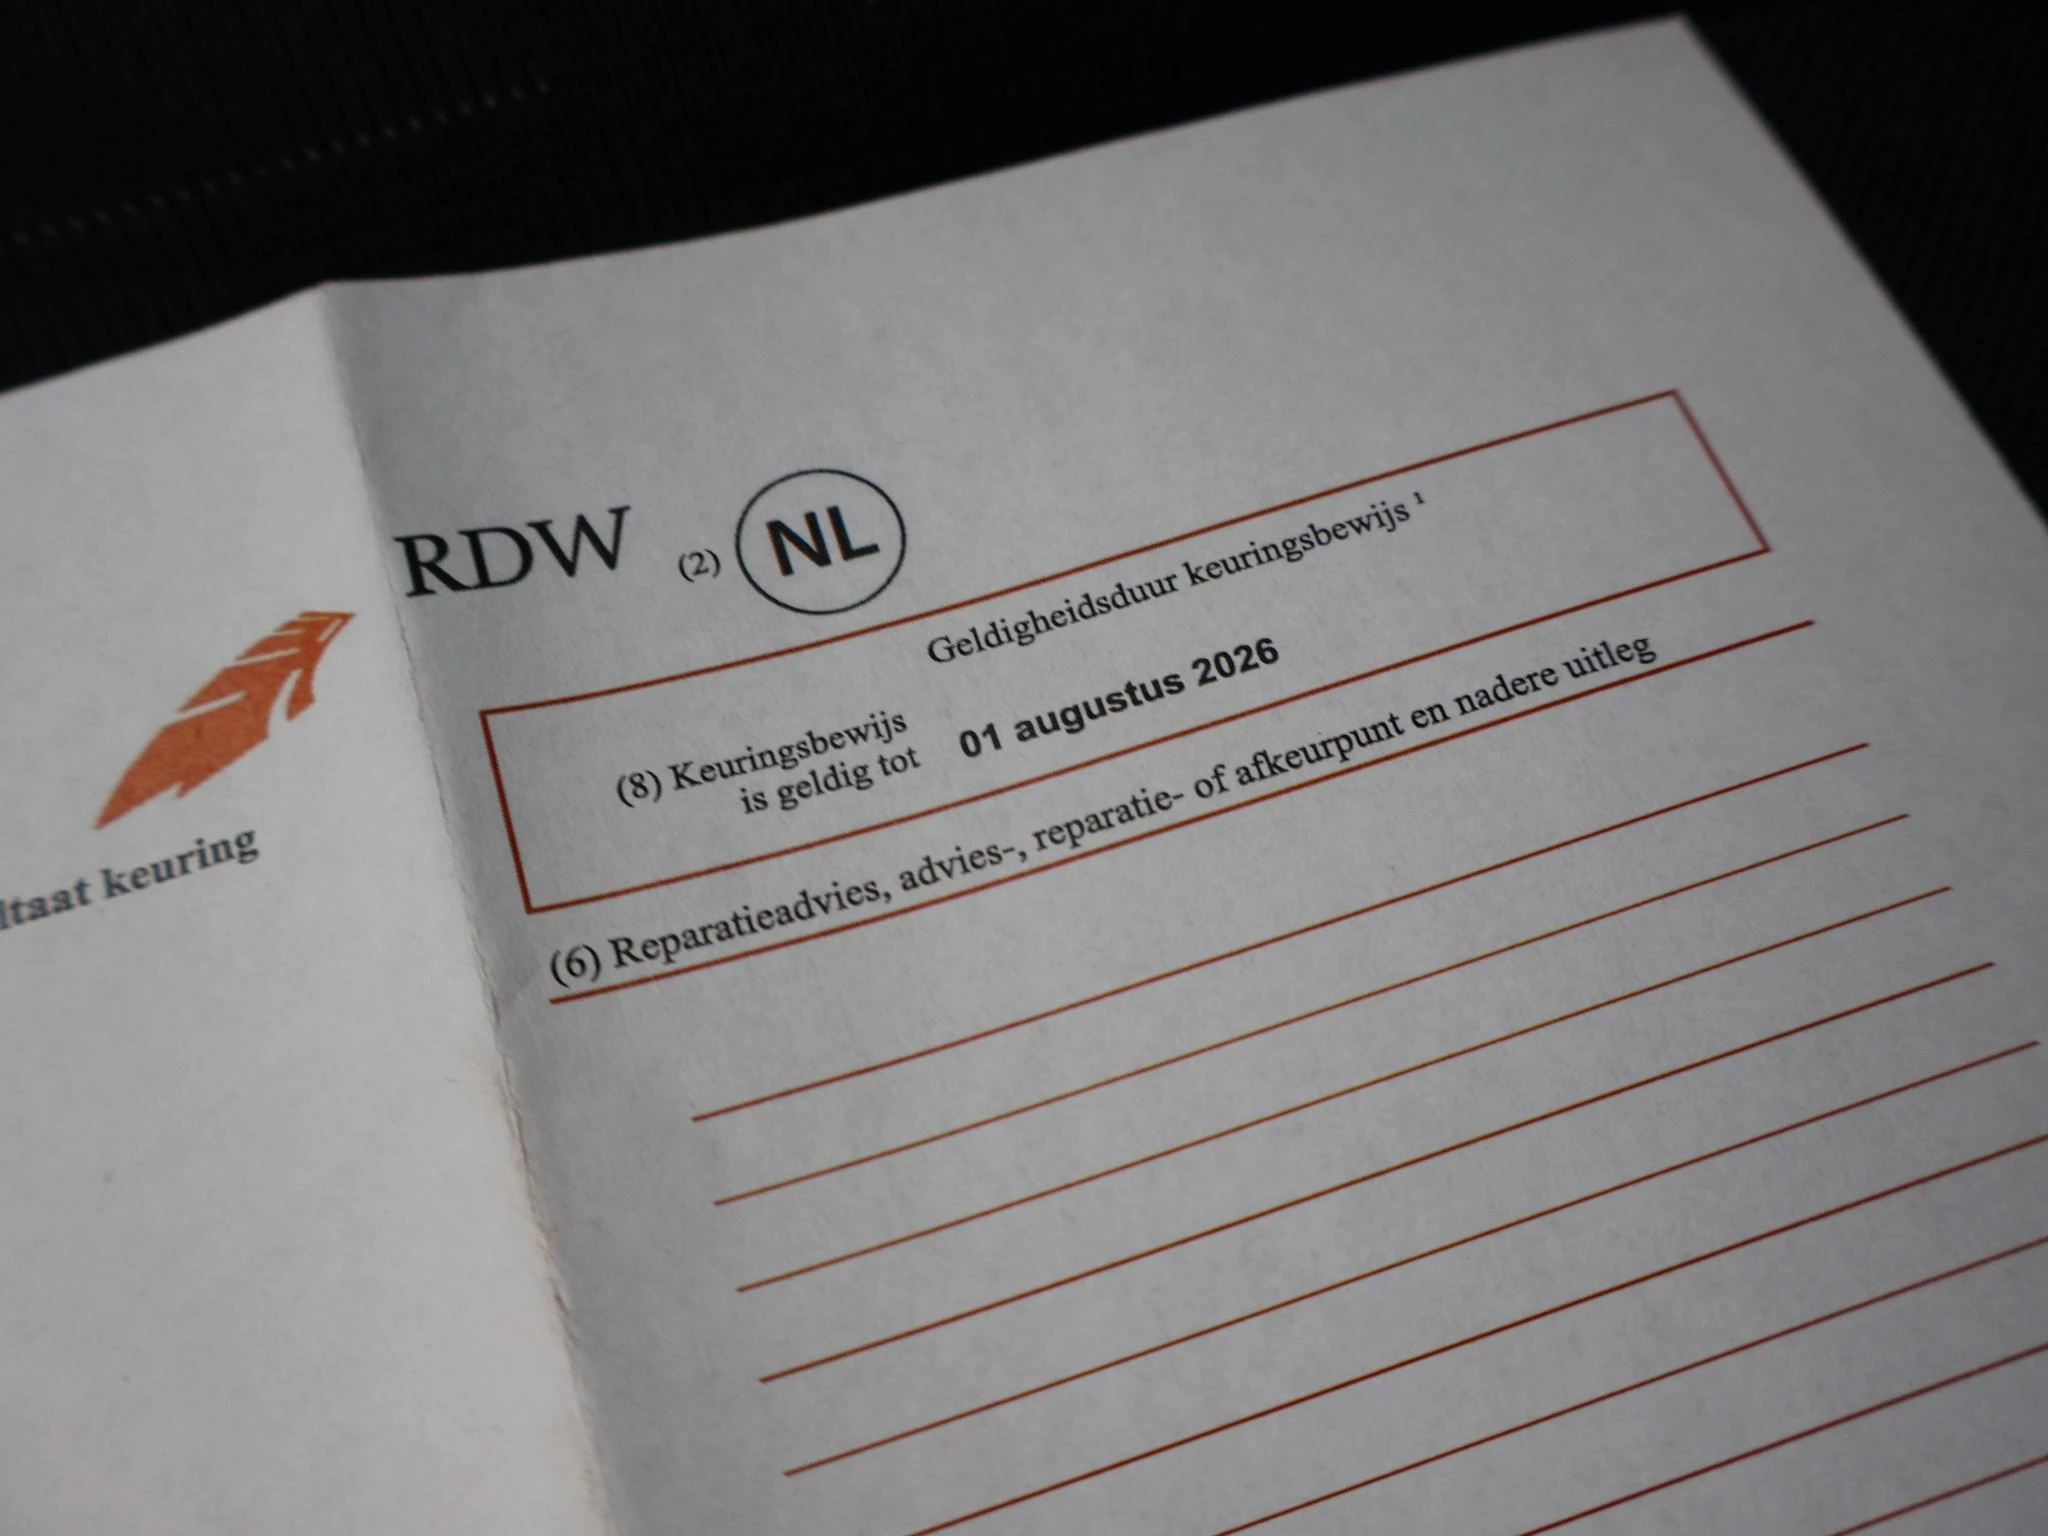 RDW (2) NL
Geldigheidsduur keuringsbewijs ¹
(8) Keuringsbewijs
is geldig tot 01 augustus 2026
(6) Reparatieadvies, advies-, reparatie- of afkeurpunt en nadere uitleg
ltaat keuring